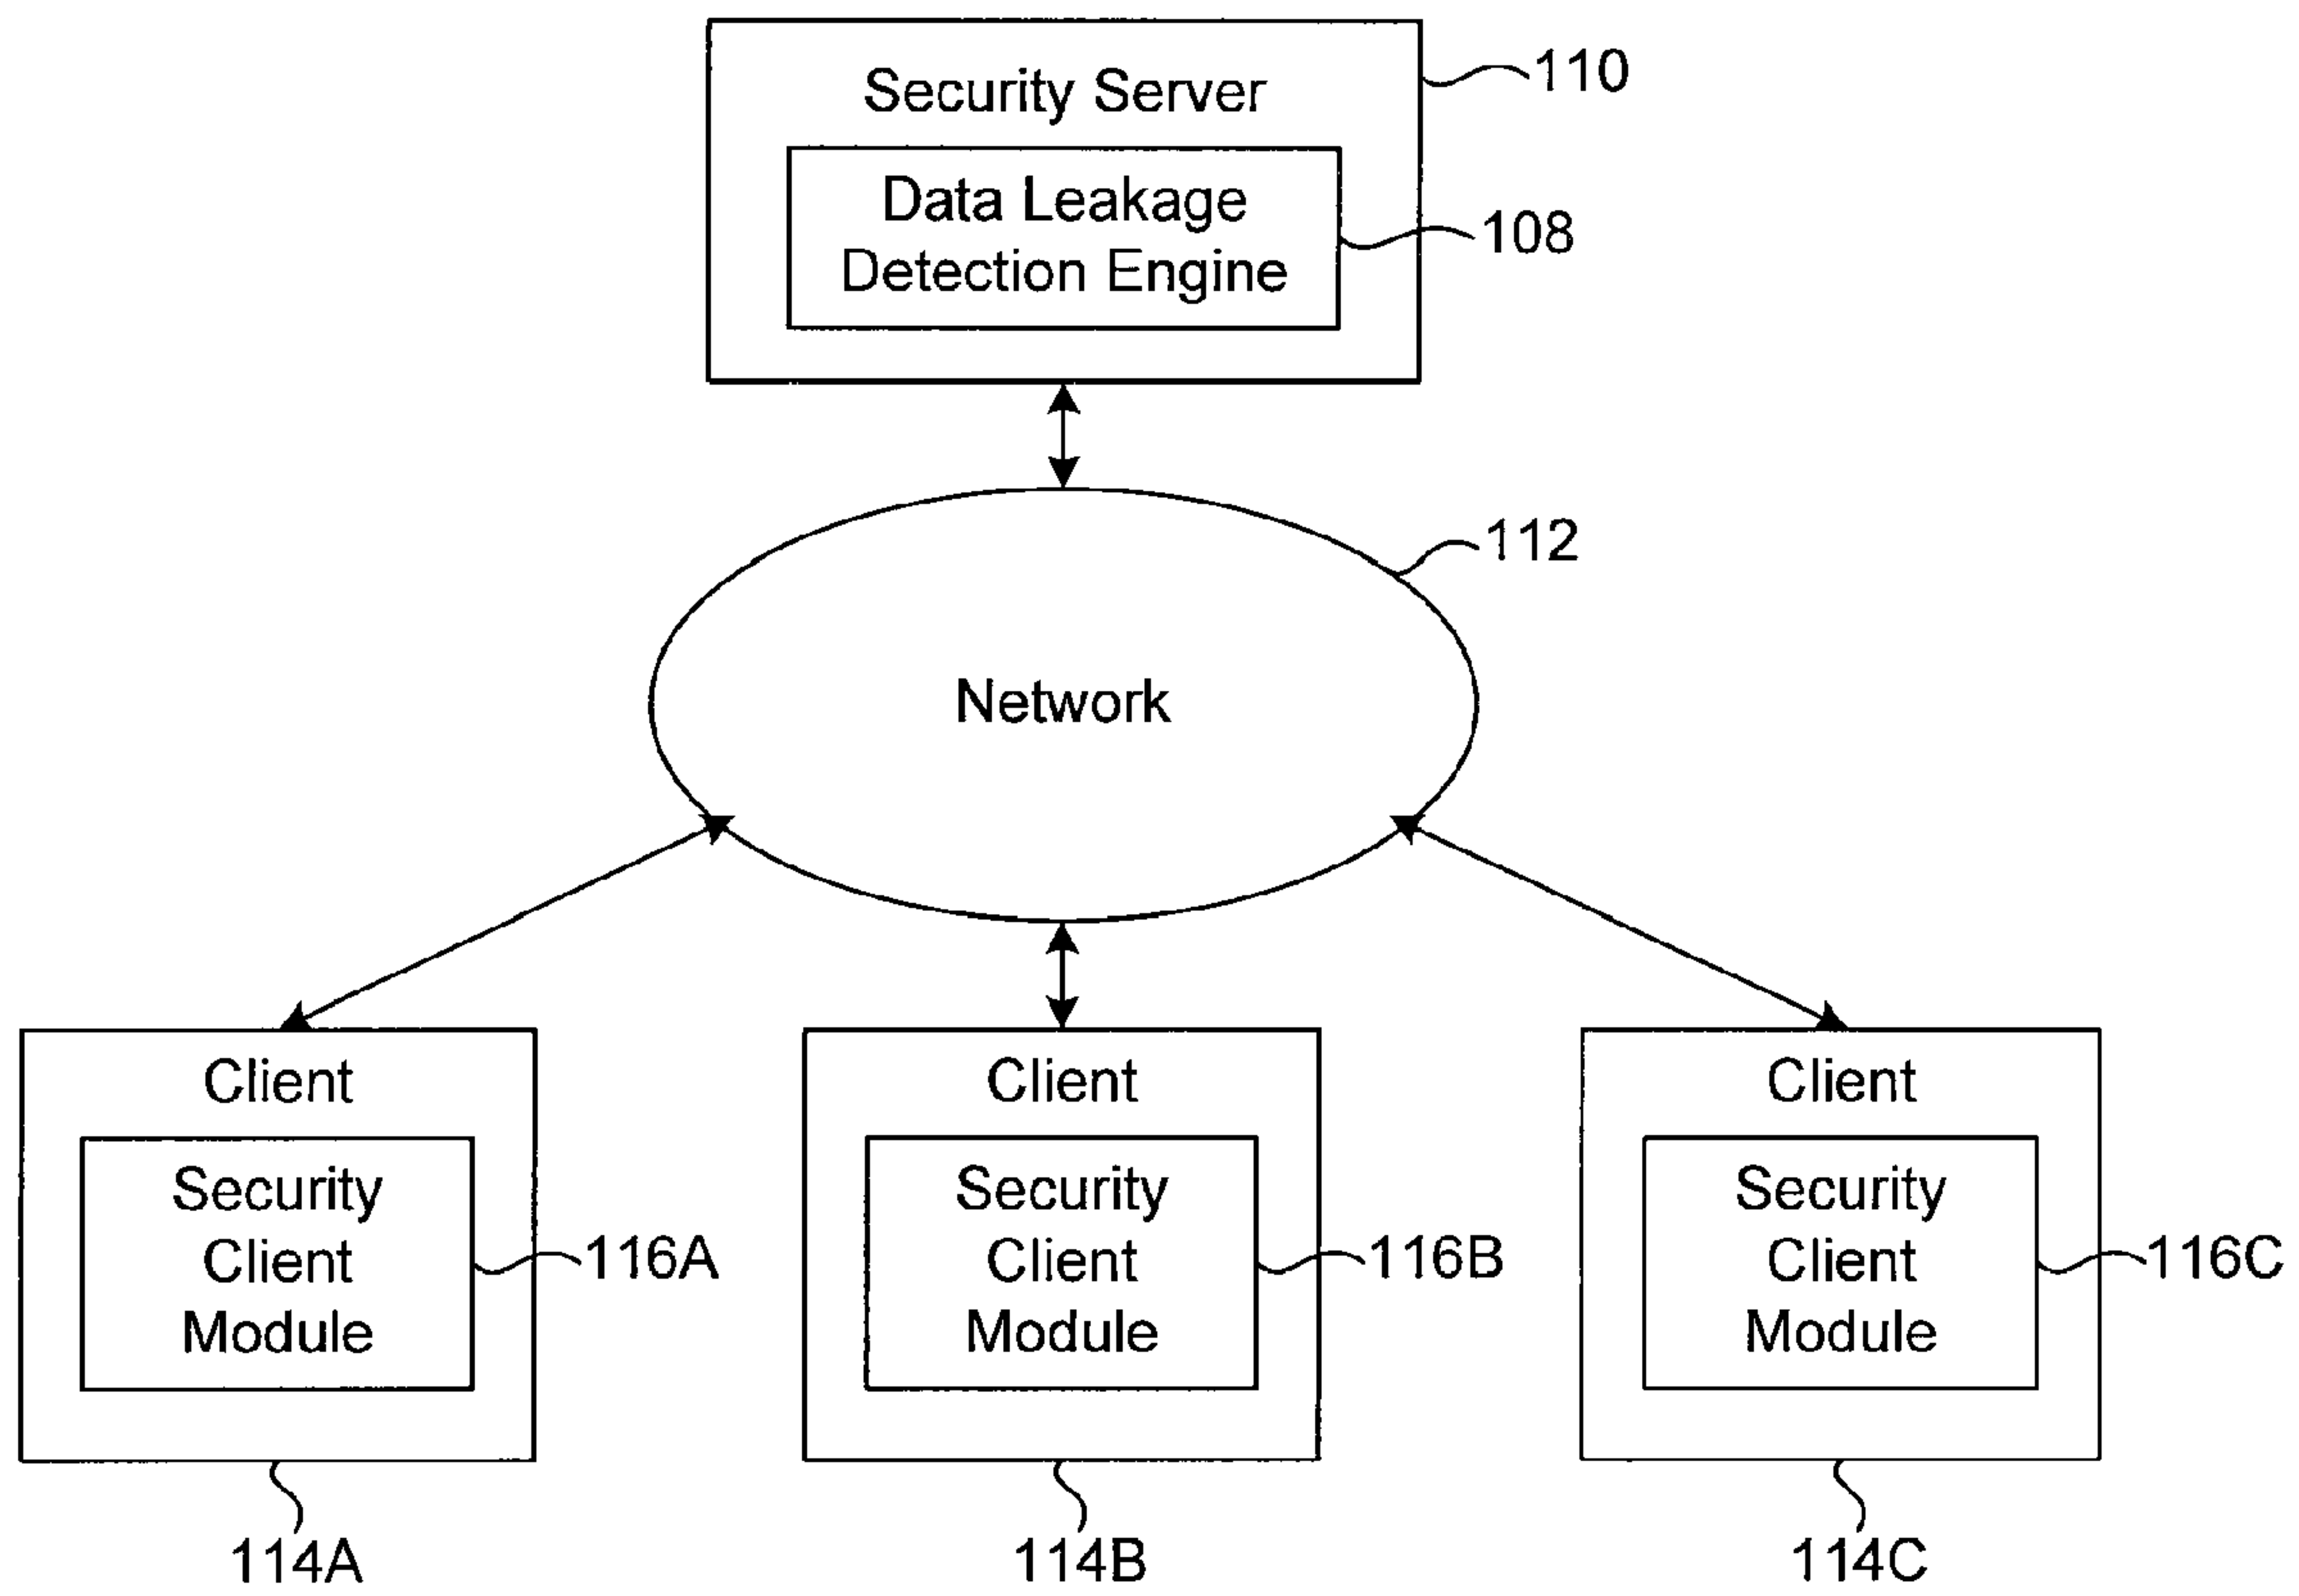 Security Server
110
Data Leakage
Detection Engine
108
112
Network
Client
Security
Client
Module
116A
114A
Client
Security
Client
Module
116B
114B
Client
Security
Client
Module
116C
114C